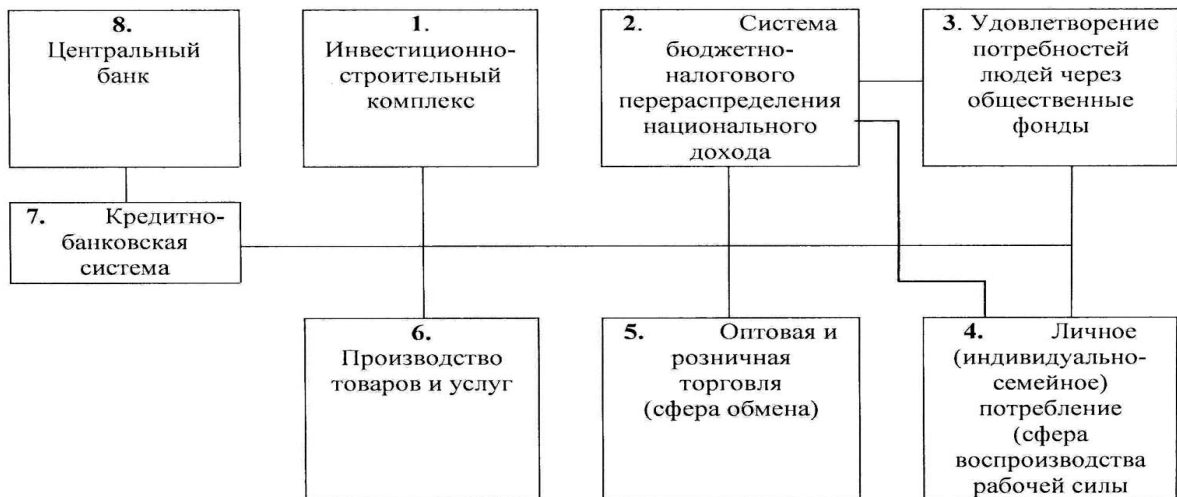 8.
Центральный
банк
1.
Инвестиционно-
строительный
комплекс
2. Система
бюджетно-
налогового
перераспределения
национального
дохода
3. Удовлетворение
потребностей
людей через
общественные
фонды
7. Кредитно-
банковская
система
6.
Производство
товаров и услуг
5. Оптовая и
розничная
торговля
(сфера обмена)
4. Личное
(индивидуально-
семейное)
потребление
(сфера
воспроизводства
рабочей силы